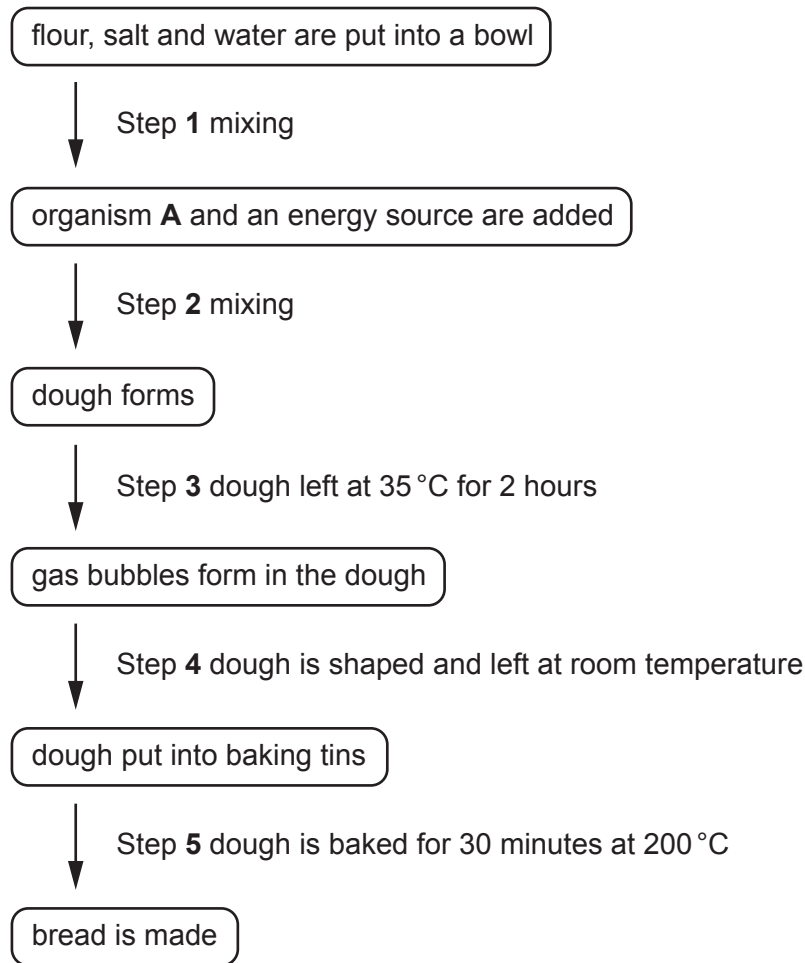 flour, salt and water are put into a bowl
Step 1 mixing
organism A and an energy source are added
Step 2 mixing
dough forms
Step 3 dough left at 35 °C for 2 hours
gas bubbles form in the dough
Step 4 dough is shaped and left at room temperature
dough put into baking tins
Step 5 dough is baked for 30 minutes at 200 °C
bread is made